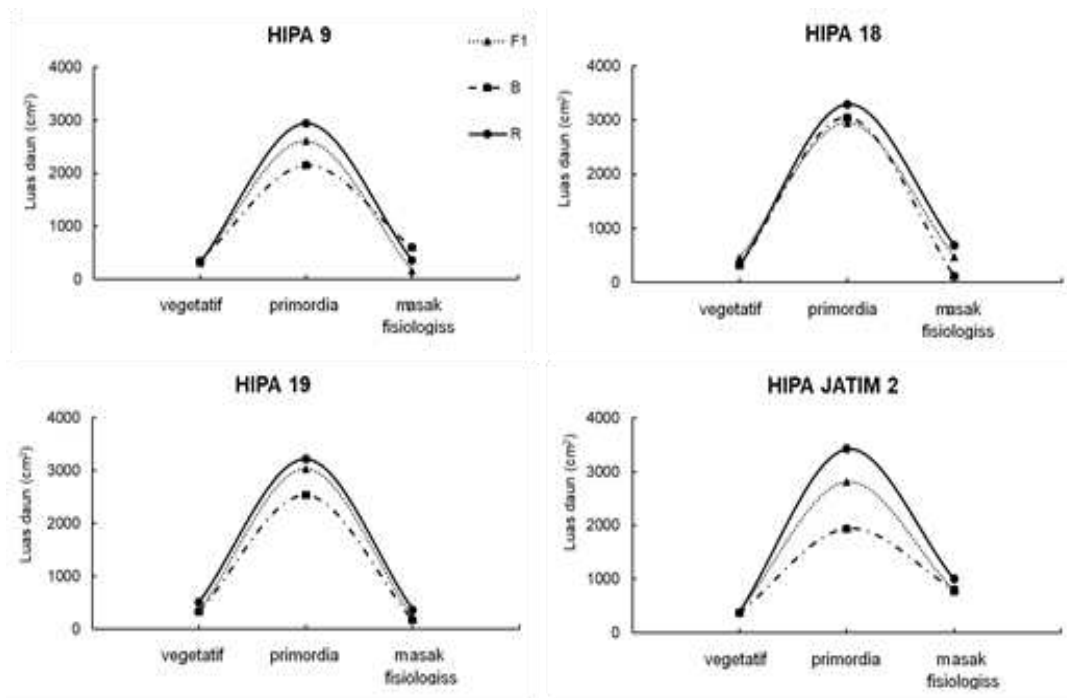 HIPA 9
F1
B
R
4000
3000
2000
1000
0
Luas daun (cm²)
vegetatif
primordia
masak
fisiologiss
HIPA 18
4000
3000
2000
1000
0
Luas daun (cm²)
vegetatif
primordia
masak
fisiologiss
HIPA 19
4000
3000
2000
1000
0
Luas daun (cm²)
vegetatif
primordia
masak
fisiologiss
HIPA JATIM 2
4000
3000
2000
1000
0
Luas daun (cm²)
vegetatif
primordia
masak
fisiologiss